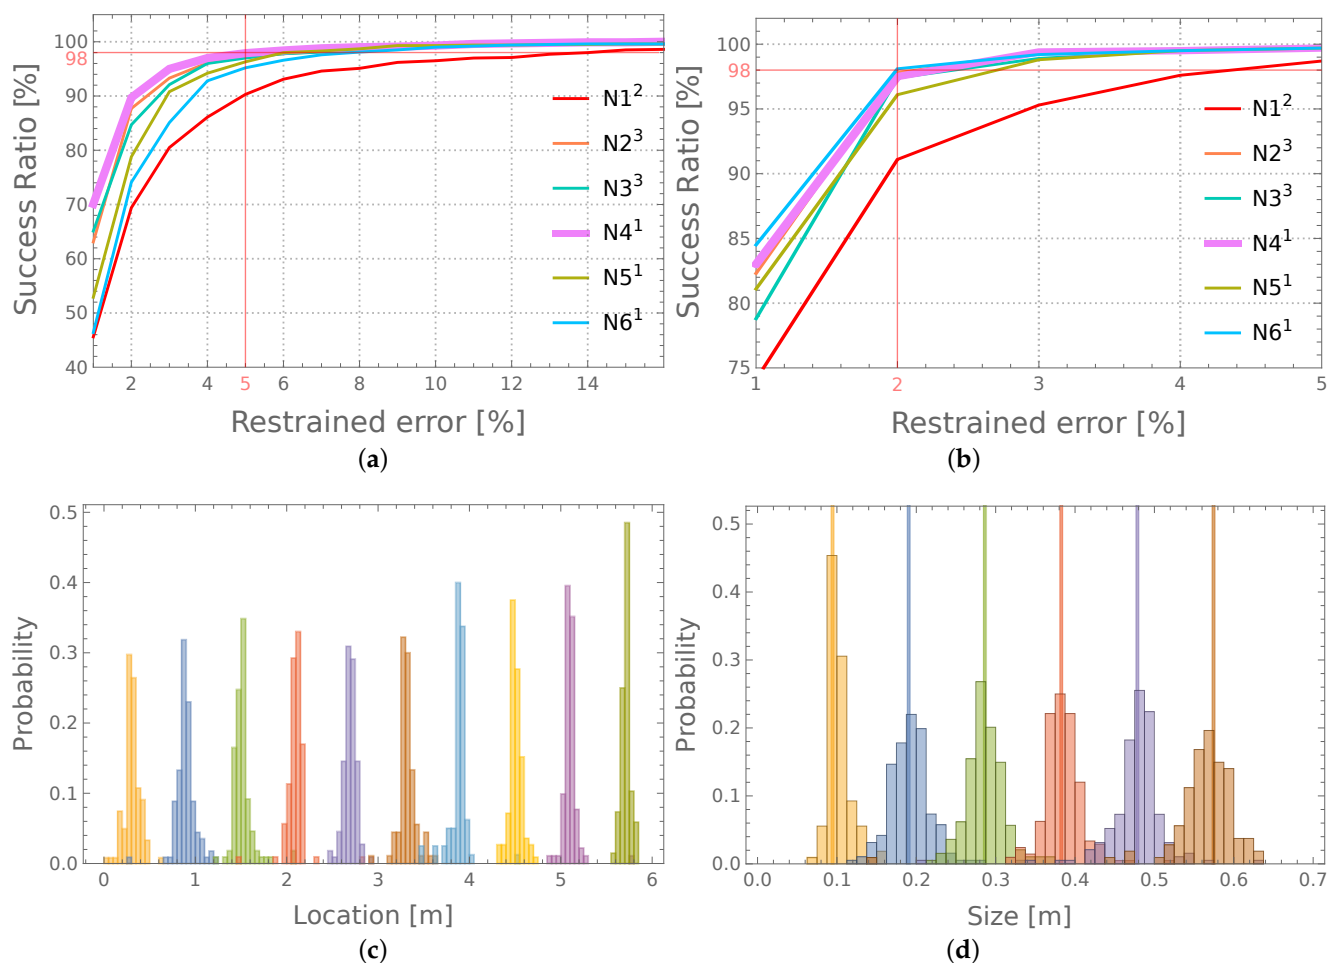 Success Ratio [%]
100
98
90
80
70
60
50
40
2
4
5
6
8
10
12
14
N1²
N2³
N3³
N4¹
N5¹
N6¹
Restrained error [%]
(a)
Success Ratio [%]
100
98
95
90
85
80
75
1
2
3
4
5
N1²
N2³
N3³
N4¹
N5¹
N6¹
Restrained error [%]
(b)
Probability
0.5
0.4
0.3
0.2
0.1
0.0
0
1
2
3
4
5
6
Location [m]
(c)
Probability
0.5
0.4
0.3
0.2
0.1
0.0
0.0
0.1
0.2
0.3
0.4
0.5
0.6
0.7
Size [m]
(d)